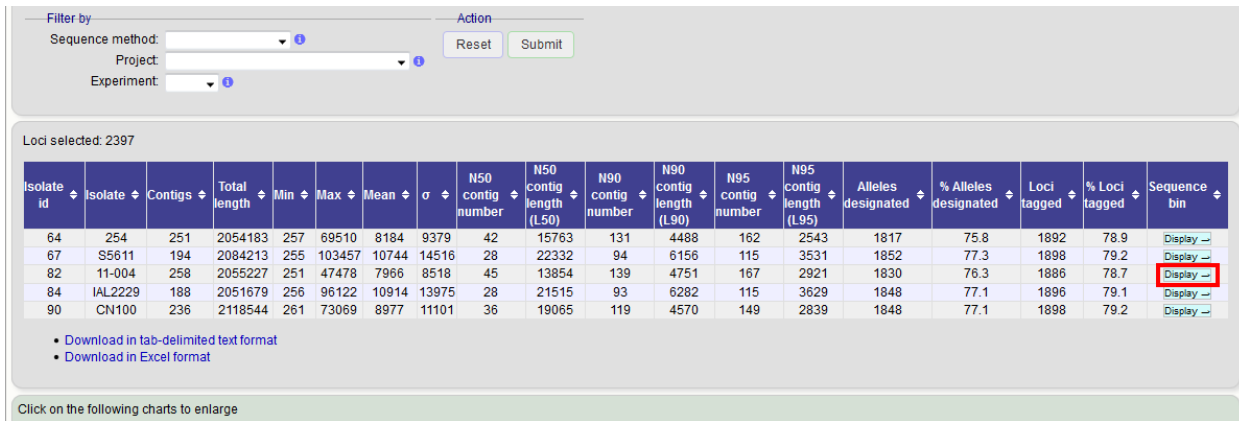 Filter by
Action
Sequence method:
Reset Submit
Project:
Experiment:
Loci selected: 2397
Isolate id Isolate Contigs Total length Min Max Mean σ N50 contig number N50 contig length (L50) N90 contig number N90 contig length (L90) N95 contig number N95 contig length (L95) Alleles designated % Alleles designated Loci tagged % Loci tagged Sequence bin
64 254 251 2054183 257 69510 8184 9379 42 15763 131 4488 162 2543 1817 75.8 1892 78.9 Display
67 S5611 194 2084213 255 103457 10744 14516 28 22332 94 6156 115 3531 1852 77.3 1898 79.2 Display
82 11-004 258 2055227 251 47478 7966 8518 45 13854 139 4751 167 2921 1830 76.3 1886 78.7 Display
84 IAL2229 188 2051679 256 96122 10914 13975 28 21515 93 6282 115 3629 1848 77.1 1896 79.1 Display
90 CN100 236 2118544 261 73069 8977 11101 36 19065 119 4570 149 2839 1848 77.1 1898 79.2 Display
• Download in tab-delimited text format
• Download in Excel format
Click on the following charts to enlarge